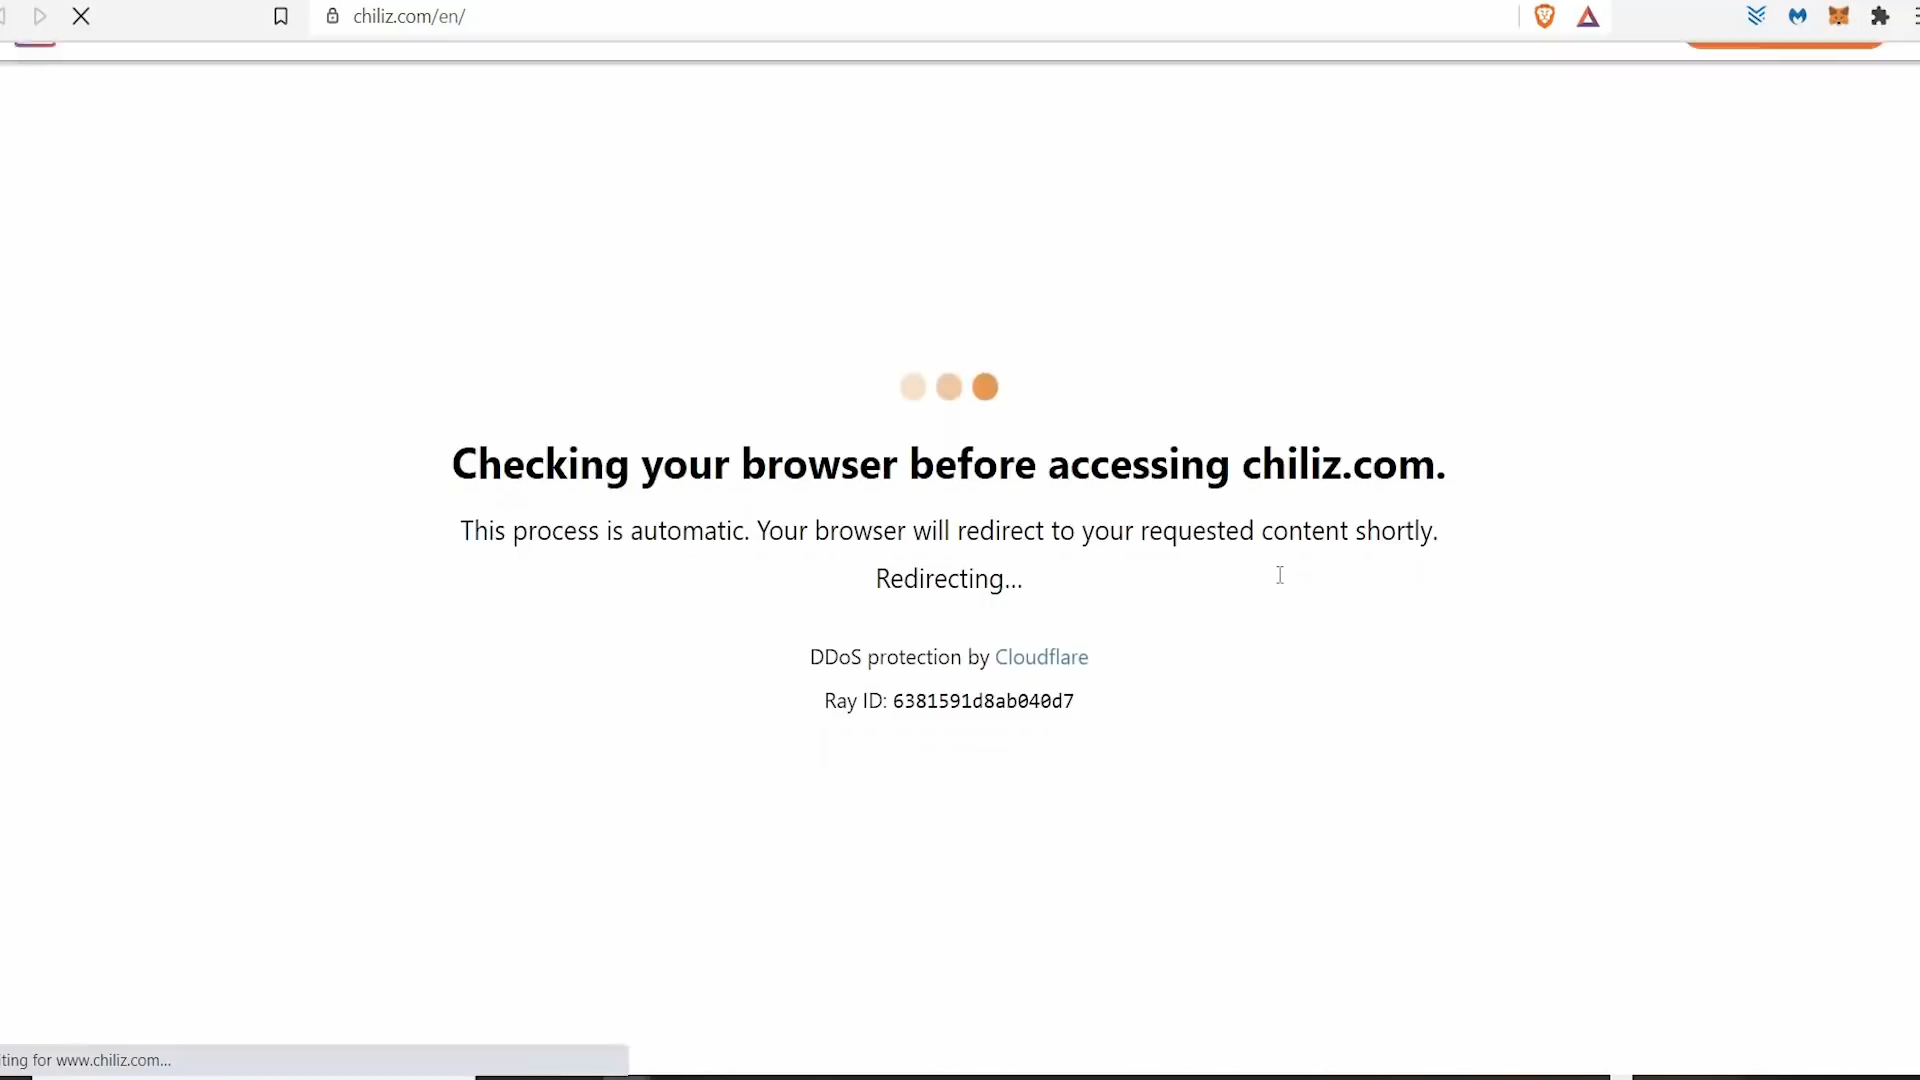 chiliz.com/en/
Checking your browser before accessing chiliz.com.
This process is automatic. Your browser will redirect to your requested content shortly.
Redirecting...
DDoS protection by Cloudflare
Ray ID: 6381591d8ab040d7
ting for www.chiliz.com...